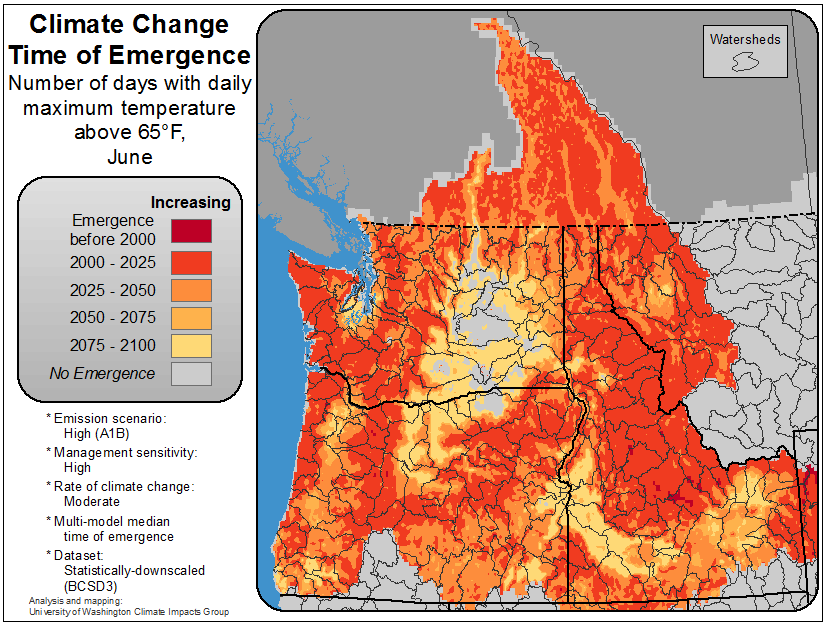 Climate Change
Time of Emergence
Number of days with daily
maximum temperature
above 65°F,
June
Increasing
Emergence
before 2000
2000 - 2025
2025 - 2050
2050 - 2075
2075 - 2100
No Emergence
* Emission scenario:
High (A1B)
* Management sensitivity:
High
* Rate of climate change:
Moderate
* Multi-model median
time of emergence
* Dataset:
Statistically-downscaled
(BCSD3)
Analysis and mapping:
University of Washington Climate Impacts Group
Watersheds